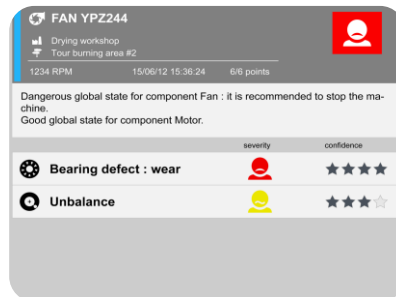 FAN YPZ244
Drying workshop
Tour burning area #2
1234 RPM 15/06/12 15:36:24 6/6 points
Dangerous global state for component Fan : it is recommended to stop the ma-
chine.
Good global state for component Motor.
severity confidence
Bearing defect : wear
Unbalance